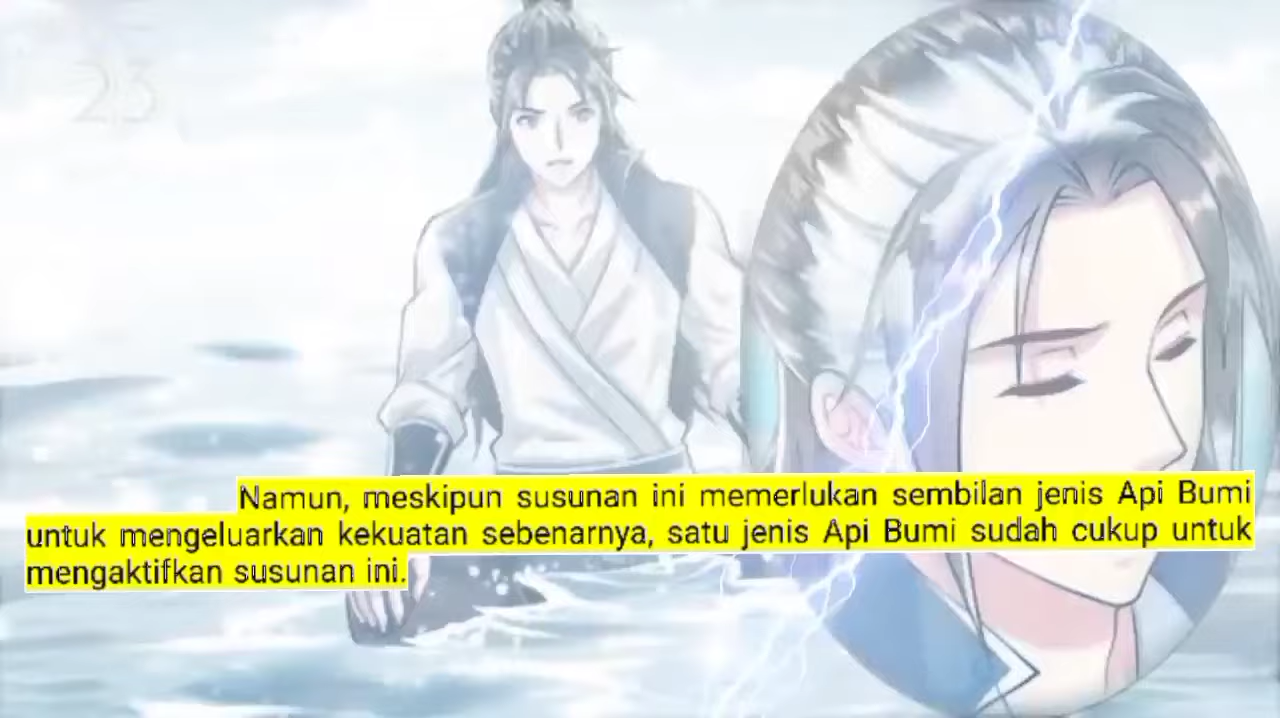 23
Namun, meskipun susunan ini memerlukan sembilan jenis Api Bumi
untuk mengeluarkan kekuatan sebenarnya, satu jenis Api Bumi sudah cukup untuk
mengaktifkan susunan ini.